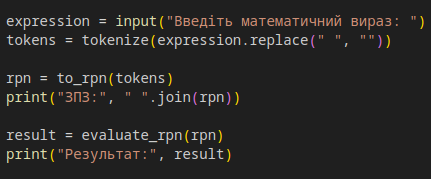 expression = input("Введіть математичний вираз: ")
tokens = tokenize(expression.replace(" ", ""))
rpn = to_rpn(tokens)
print("ЗПЗ:", " ".join(rpn))
result = evaluate_rpn(rpn)
print("Результат:", result)